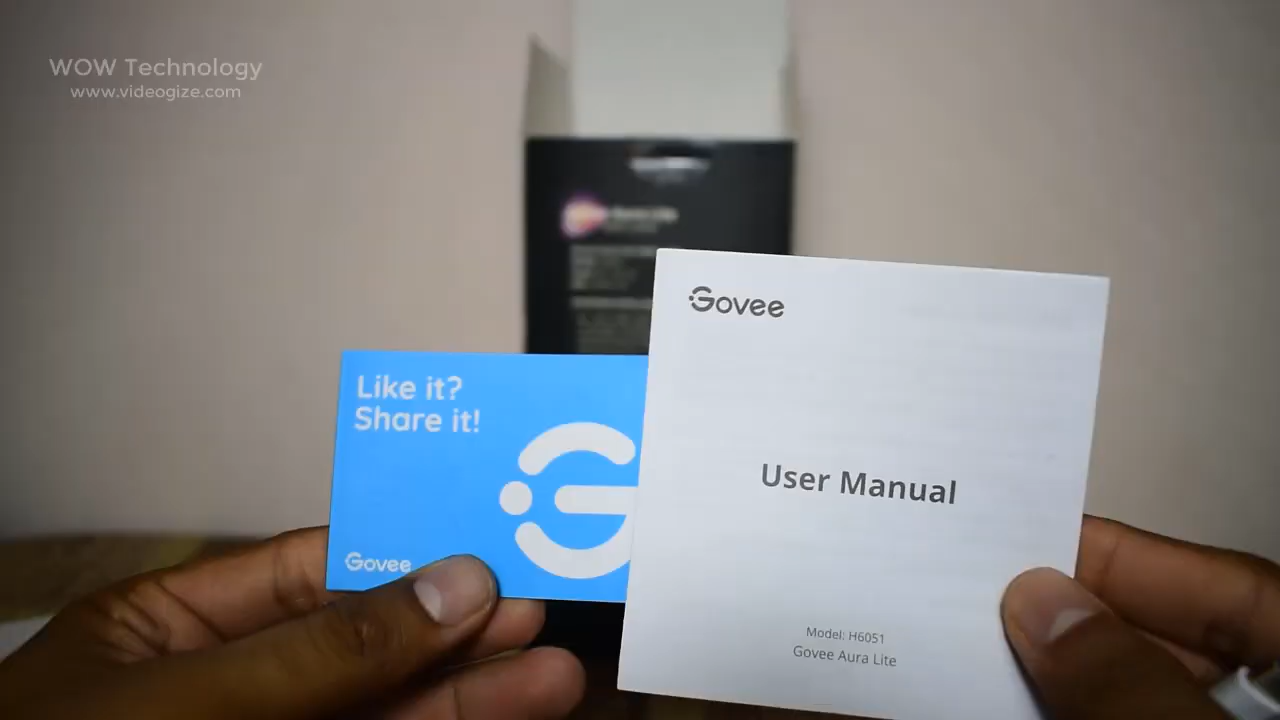 WOW Technology
www.videogize.com
Govee
User Manual
Model: H6051
Govee Aura Lite
Like it?
Share it!
Govee